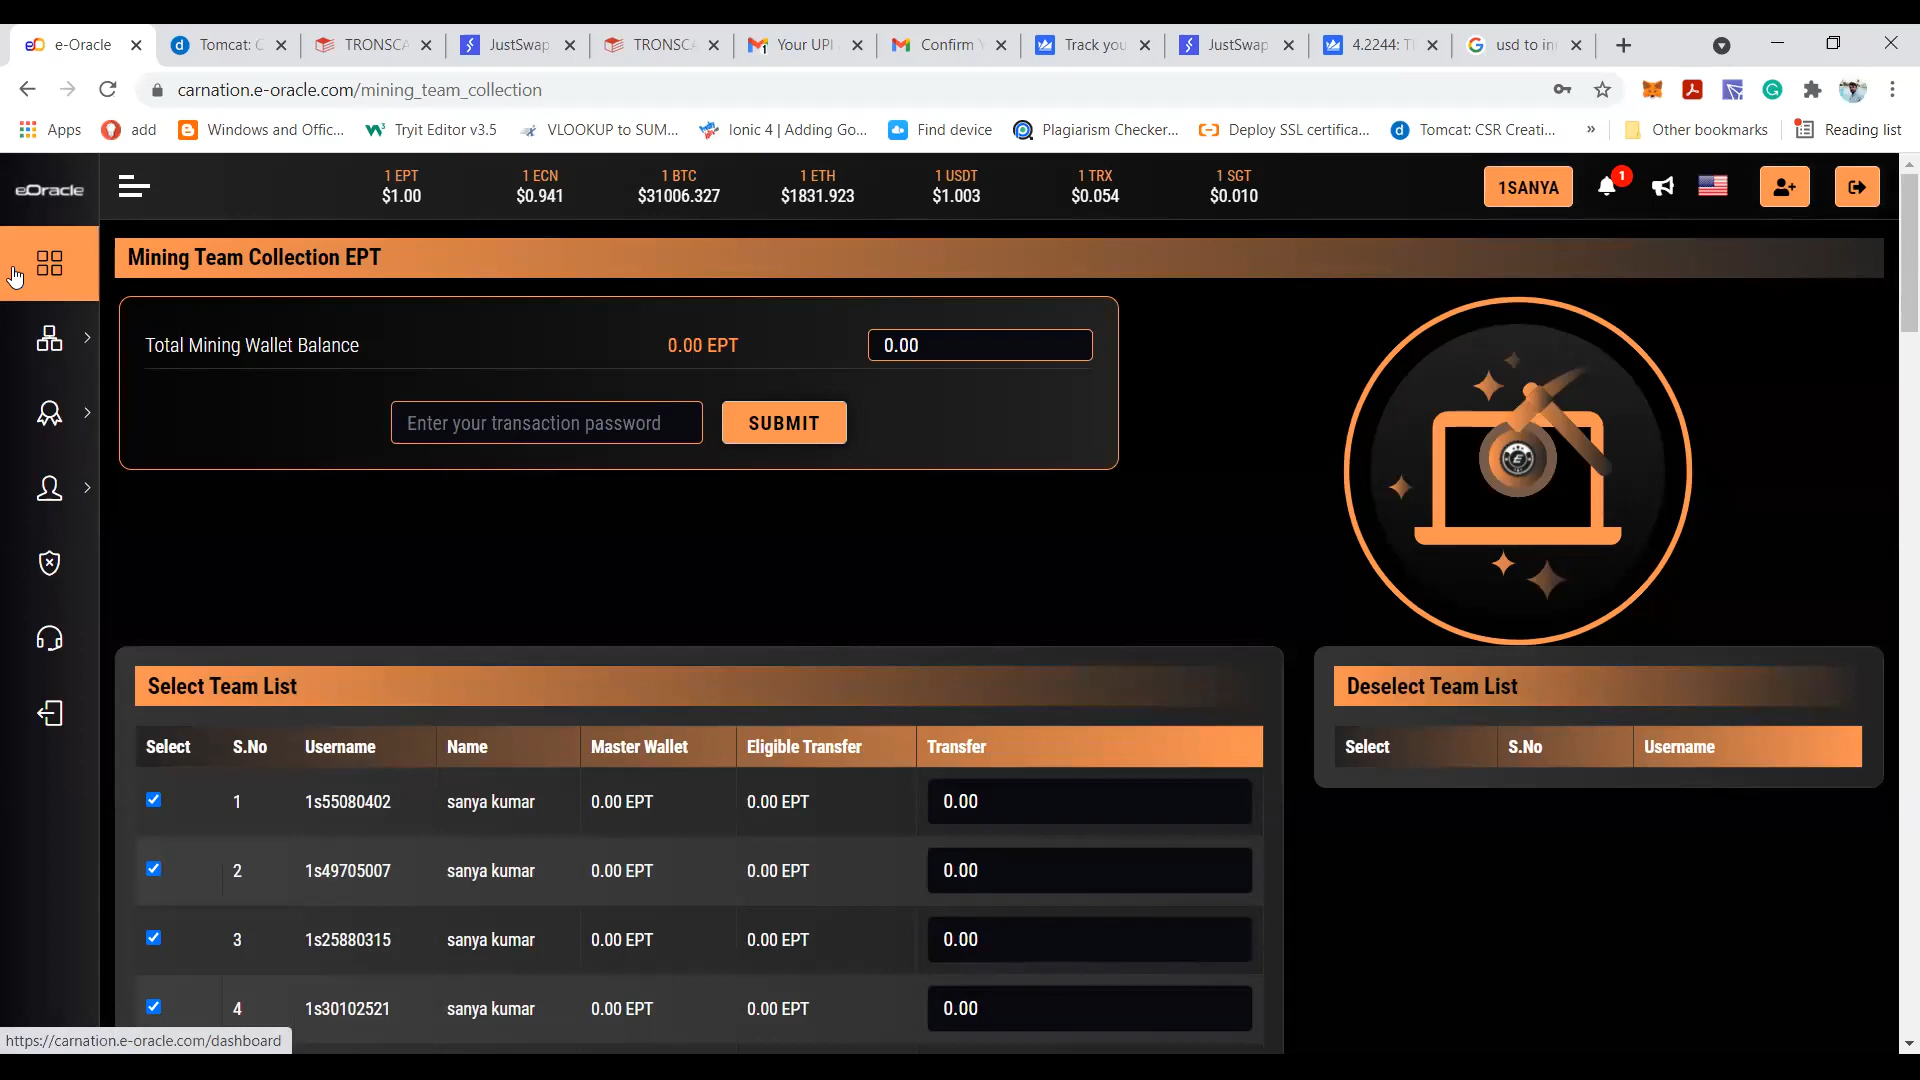 e-Oracle
Tomcat: C
TRONSCA
JustSwap
TRONSCA
Your UPI
Confirm Y
Track you
JustSwap
4.2244: T
usd to in
carnation.e-oracle.com/mining_team_collection
Apps
add
Windows and Offic...
Tryit Editor v3.5
VLOOKUP to SUM...
Ionic 4 | Adding Go...
Find device
Plagiarism Checker...
Deploy SSL certifica...
Tomcat: CSR Creati...
»
Other bookmarks
Reading list
eOracle
1 EPT
$1.00
1 ECN
$0.941
1 BTC
$31006.327
1 ETH
$1831.923
1 USDT
$1.003
1 TRX
$0.054
1 SGT
$0.010
1SANYA
1
Mining Team Collection EPT
Total Mining Wallet Balance 0.00 EPT 0.00
Enter your transaction password
SUBMIT
Select Team List
Select S.No Username Name Master Wallet Eligible Transfer Transfer
1 1s55080402 sanya kumar 0.00 EPT 0.00 EPT 0.00
2 1s49705007 sanya kumar 0.00 EPT 0.00 EPT 0.00
3 1s25880315 sanya kumar 0.00 EPT 0.00 EPT 0.00
4 1s30102521 sanya kumar 0.00 EPT 0.00 EPT 0.00
Deselect Team List
Select S.No Username
https://carnation.e-oracle.com/dashboard